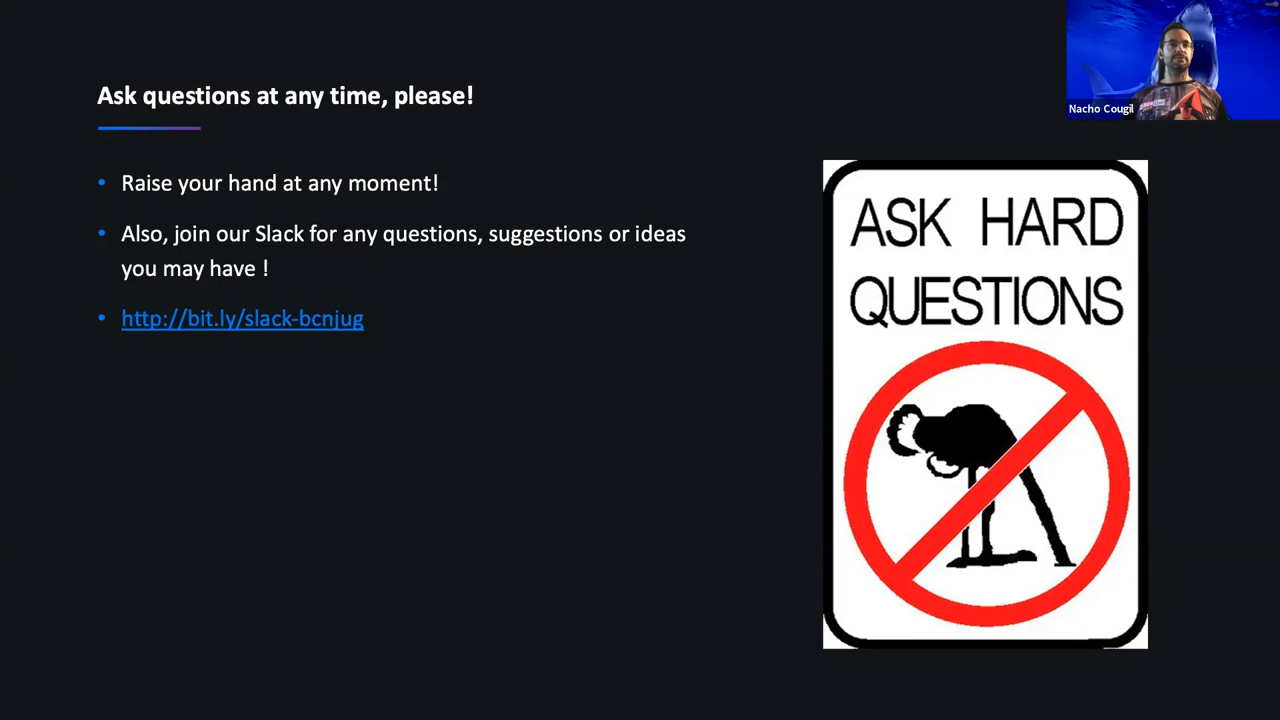 Ask questions at any time, please!
Nacho Cougil
Raise your hand at any moment!
Also, join our Slack for any questions, suggestions or ideas
you may have !
http://bit.ly/slack-bcnjug
ASK HARD
QUESTIONS